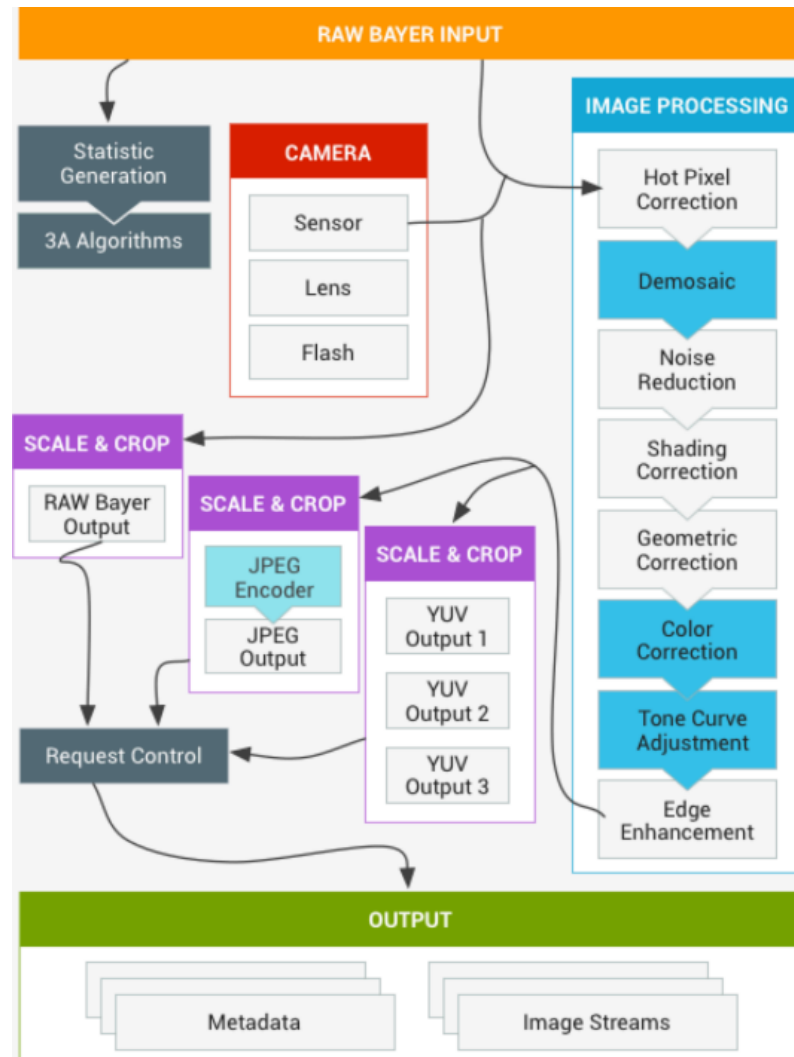 RAW BAYER INPUT
Statistic
Generation
3A Algorithms
CAMERA
Sensor
Lens
Flash
IMAGE PROCESSING
Hot Pixel
Correction
Demosaic
Noise
Reduction
Shading
Correction
Geometric
Correction
Color
Correction
Tone Curve
Adjustment
Edge
Enhancement
SCALE & CROP
RAW Bayer
Output
SCALE & CROP
JPEG
Encoder
JPEG
Output
SCALE & CROP
YUV
Output 1
YUV
Output 2
YUV
Output 3
Request Control
OUTPUT
Metadata
Image Streams